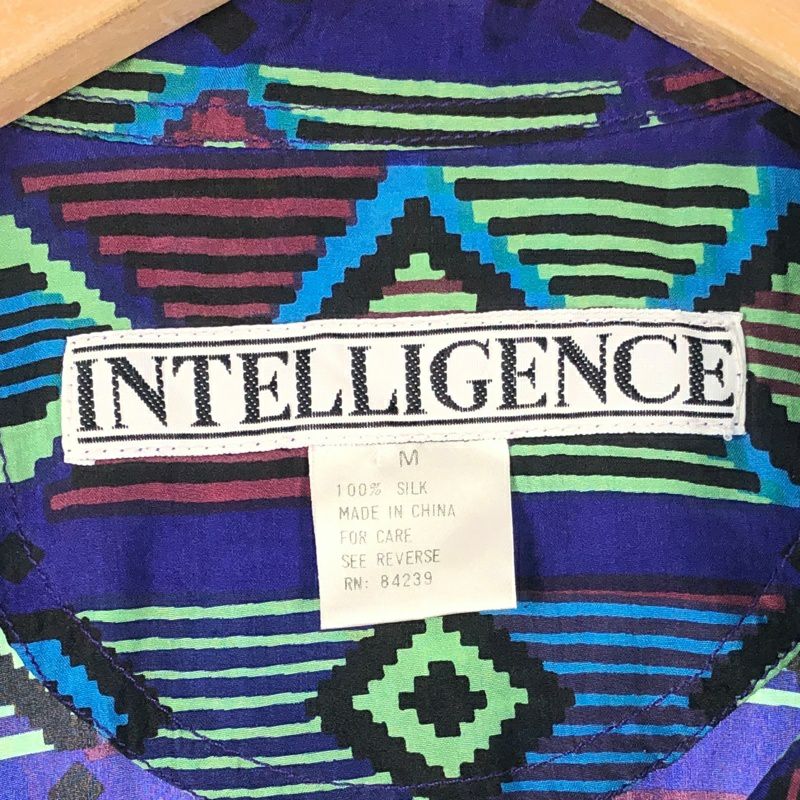 INTELLIGENCE
M
100% SILK
MADE IN CHINA
FOR CARE
SEE REVERSE
RN: 84239